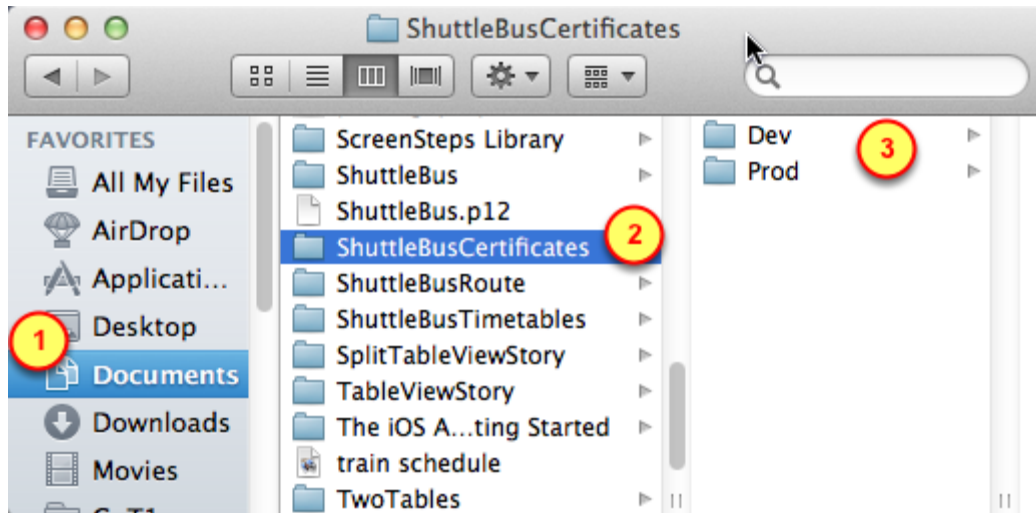 ShuttleBusCertificates
FAVORITES
All My Files
AirDrop
Applicati...
1
Desktop
Documents
Downloads
Movies
ScreenSteps Library
ShuttleBus
ShuttleBus.p12
ShuttleBusCertificates
2
ShuttleBusRoute
ShuttleBusTimetables
SplitTableViewStory
TableViewStory
The iOS A...ting Started
train schedule
TwoTables
Dev
3
Prod